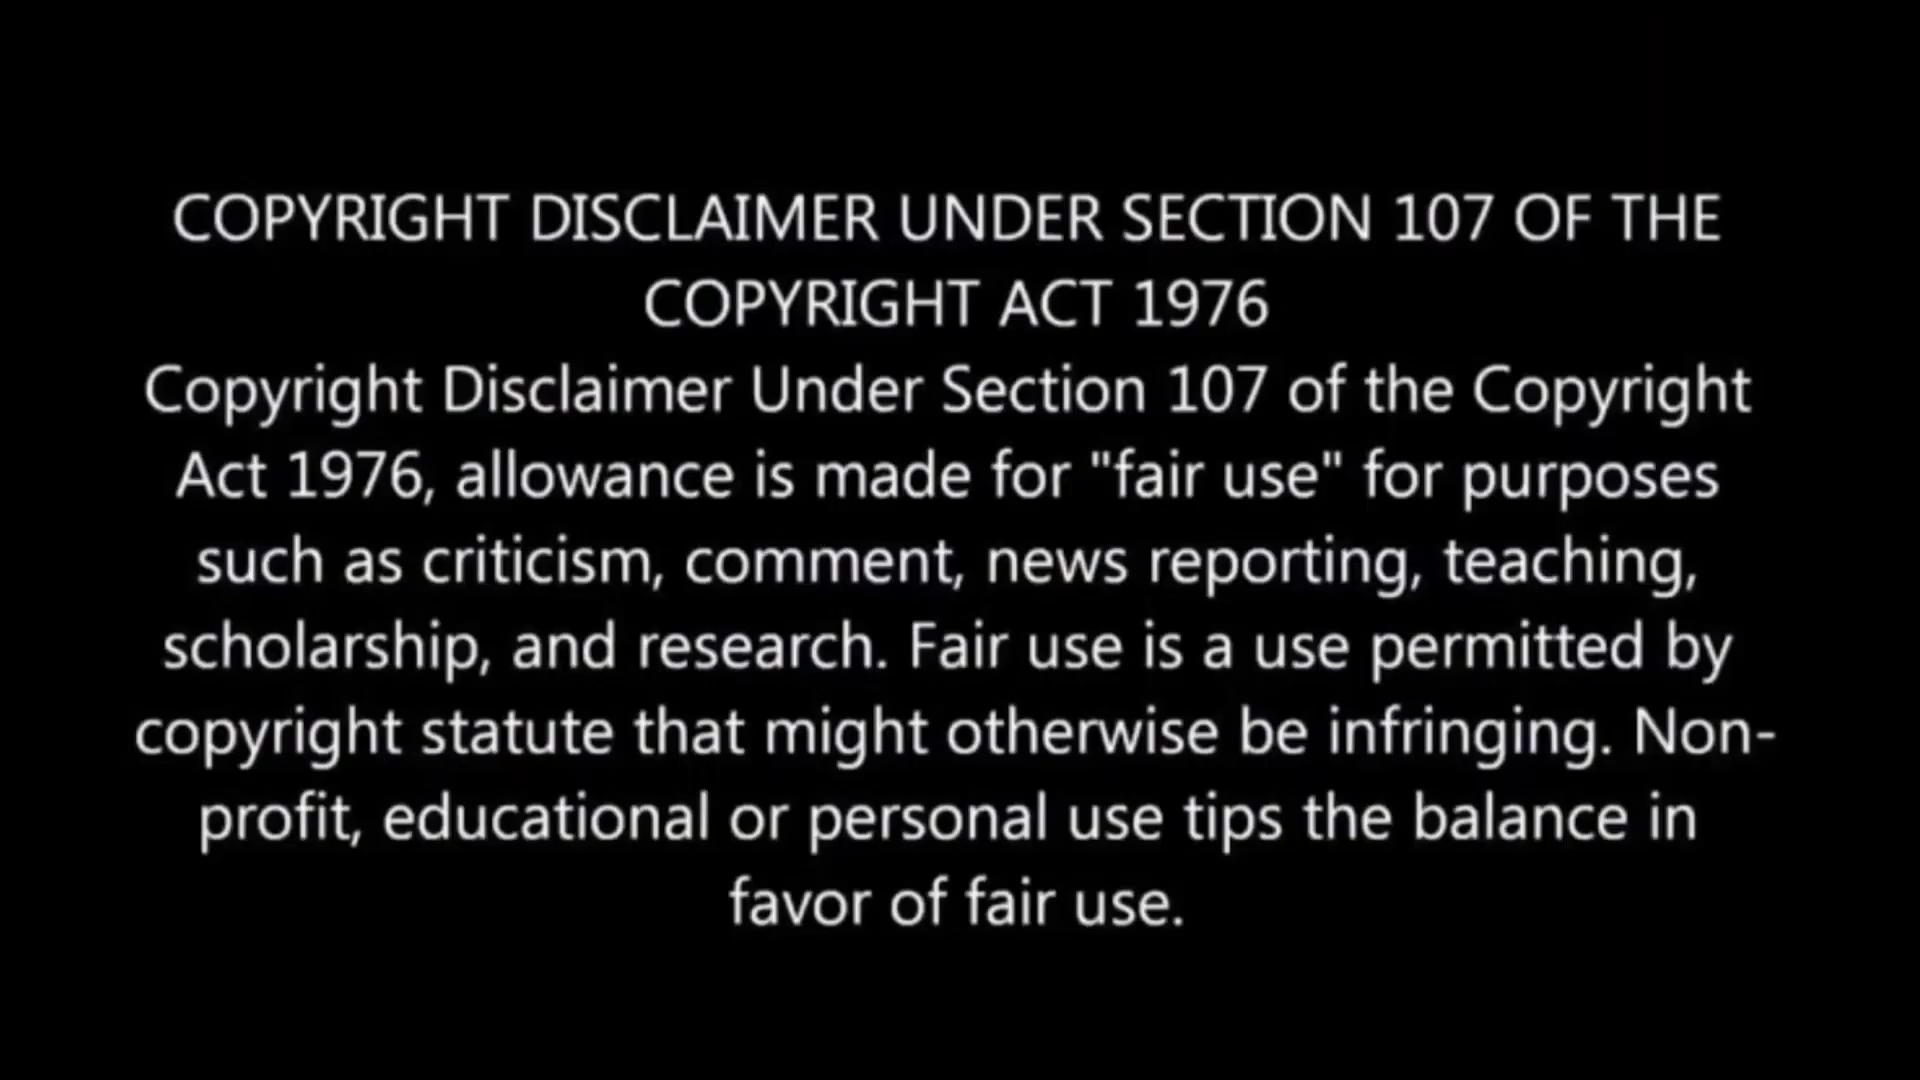 COPYRIGHT DISCLAIMER UNDER SECTION 107 OF THE
COPYRIGHT ACT 1976
Copyright Disclaimer Under Section 107 of the Copyright
Act 1976, allowance is made for "fair use" for purposes
such as criticism, comment, news reporting, teaching,
scholarship, and research. Fair use is a use permitted by
copyright statute that might otherwise be infringing. Non-
profit, educational or personal use tips the balance in
favor of fair use.